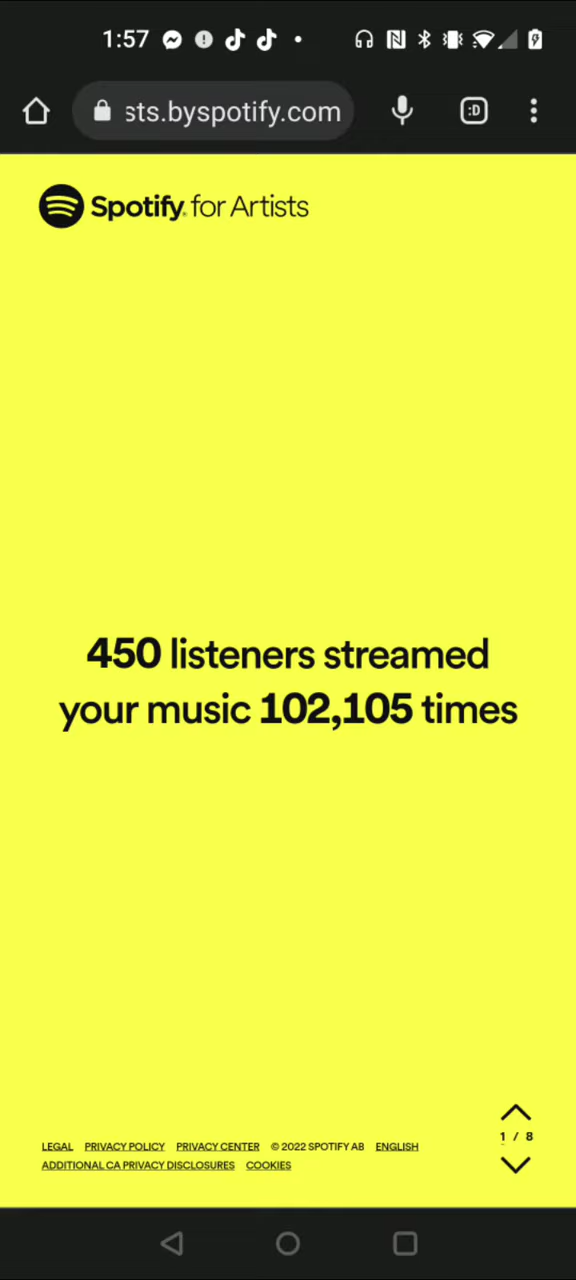 1:57
:D
sts.byspotify.com
Spotify for Artists
450 listeners streamed
your music 102,105 times
1 / 8
LEGAL PRIVACY POLICY PRIVACY CENTER © 2022 SPOTIFY AB ENGLISH
ADDITIONAL CA PRIVACY DISCLOSURES COOKIES